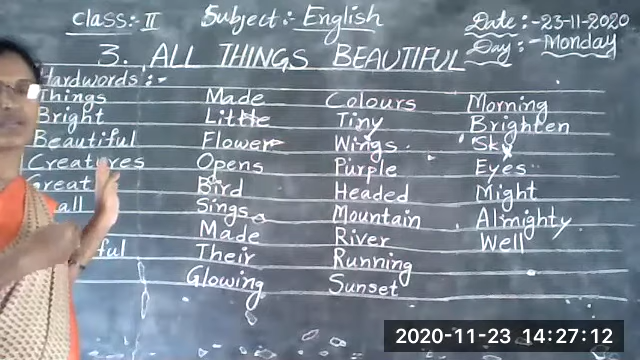 Class:- II Subject:- English Date:- 23-11-2020
Day:- Monday
3. ALL THINGS BEAUTIFUL
Hardwords:-
Things Made Colours Morning
Bright Little Tiny Brighten
Beautiful Flower Wings Sky
Creatures Opens Purple Eyes
Great Bird Headed Might
Sings Mountain Almighty
Made River Well
Their Running
Glowing Sunset
2020-11-23 14:27:12